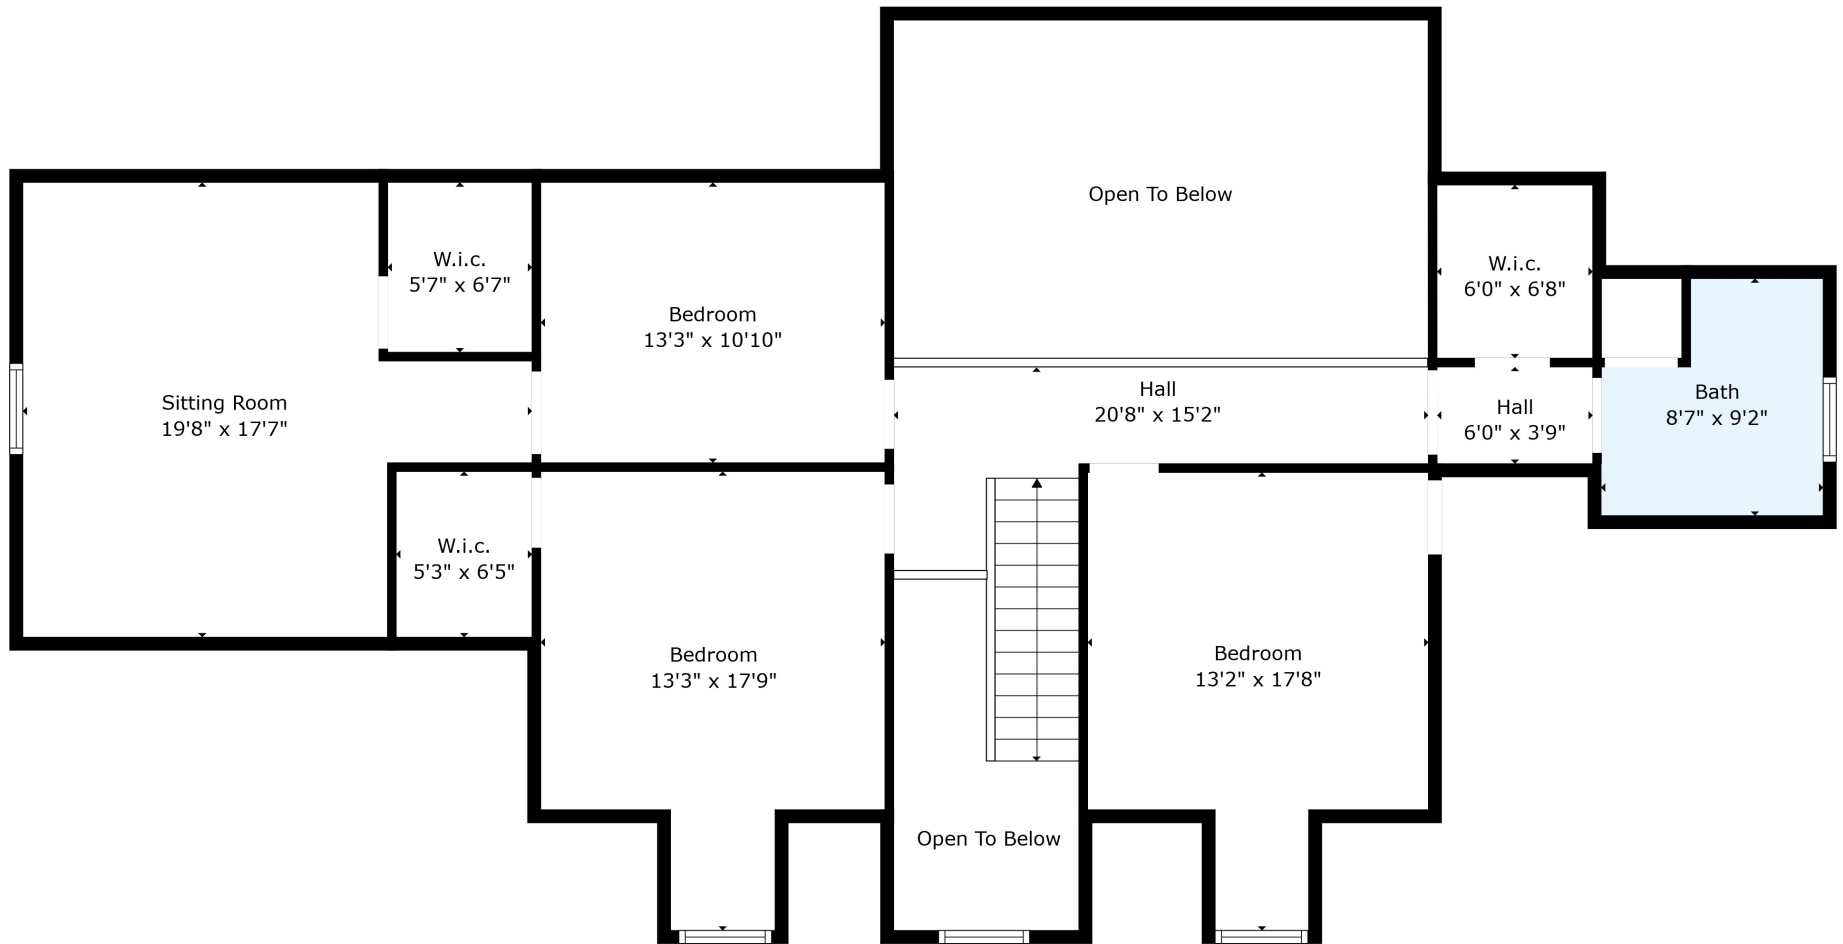 Open To Below
W.i.c.
5'7" x 6'7"
W.i.c.
6'0" x 6'8"
Bedroom
13'3" x 10'10"
Sitting Room
19'8" x 17'7"
Hall
20'8" x 15'2"
Hall
6'0" x 3'9"
Bath
8'7" x 9'2"
W.i.c.
5'3" x 6'5"
Bedroom
13'3" x 17'9"
Bedroom
13'2" x 17'8"
Open To Below